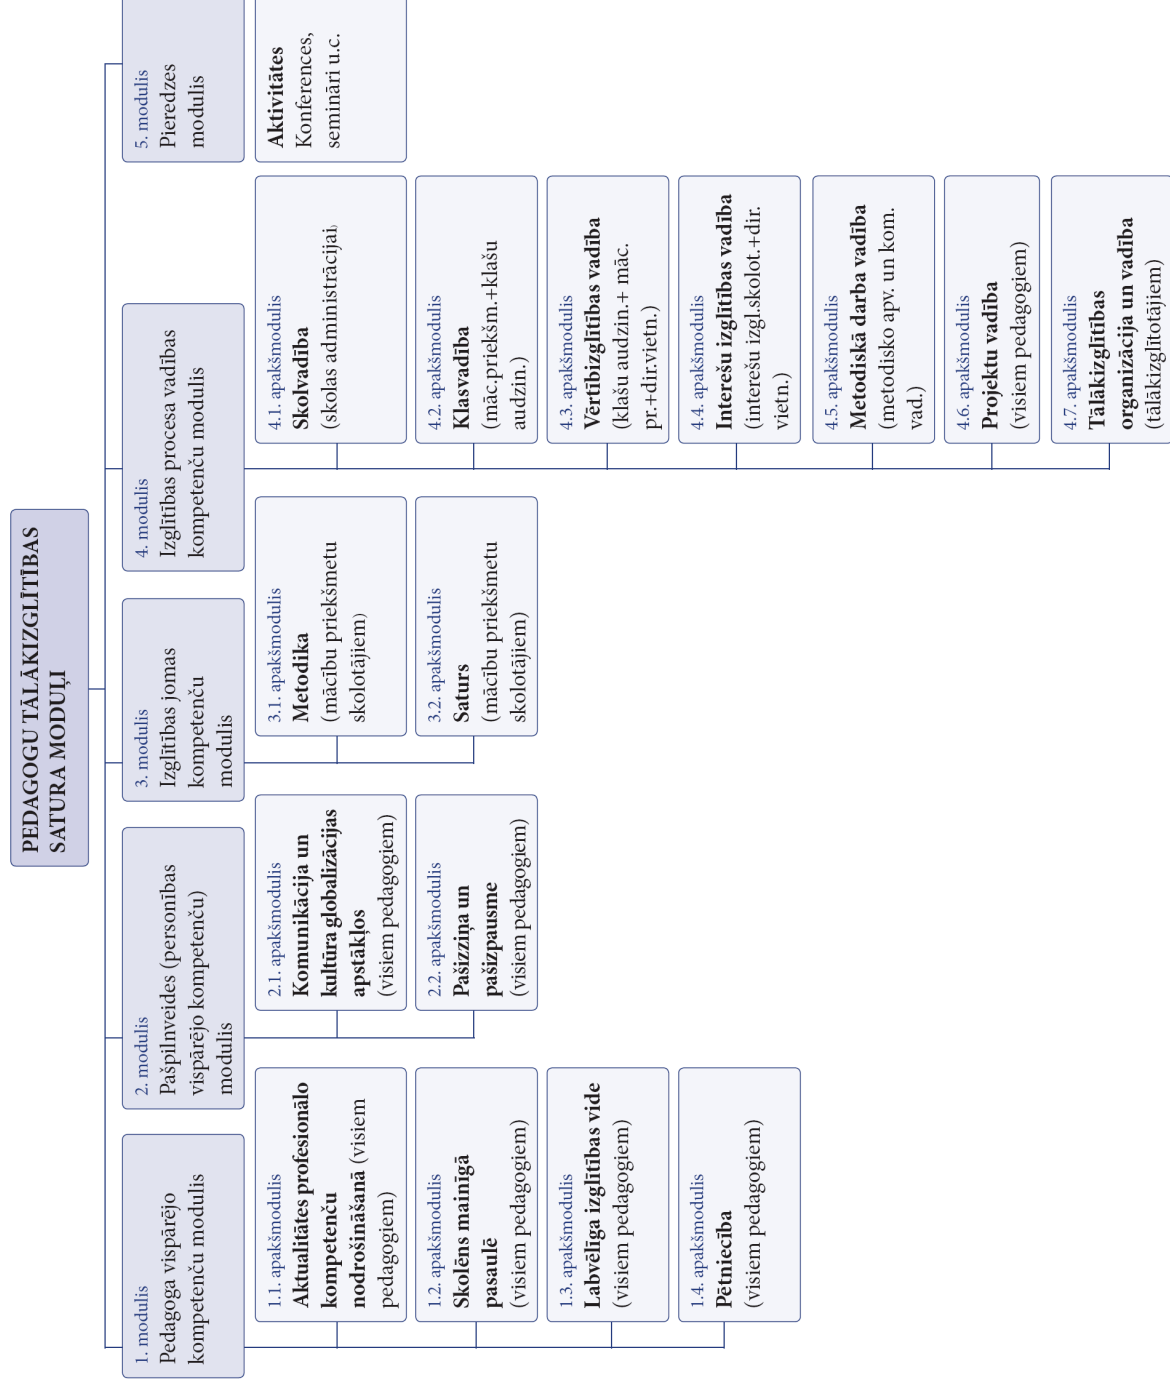 PEDAGOGU TĀLĀKIZGLĪTĪBAS
SATURA MODUĻI
1. modulis
Pedagoga vispārējo
kompetenču modulis
1.1. apakšmodulis
Aktualitātes profesionālo
kompetenču
nodrošināšanā (visiem
pedagogiem)
1.2. apakšmodulis
Skolēns mainīgā
pasaulē
(visiem pedagogiem)
1.3. apakšmodulis
Labvēlīga izglītības vide
(visiem pedagogiem)
1.4. apakšmodulis
Pētniecība
(visiem pedagogiem)
2. modulis
Pašpilnveides (personības
vispārējo kompetenču)
modulis
2.1. apakšmodulis
Komunikācija un
kultūra globalizācijas
apstākļos
(visiem pedagogiem)
2.2. apakšmodulis
Pašizziņa un
pašizpausme
(visiem pedagogiem)
3. modulis
Izglītības jomas
kompetenču
modulis
3.1. apakšmodulis
Metodika
(mācību priekšmetu
skolotājiem)
3.2. apakšmodulis
Saturs
(mācību priekšmetu
skolotājiem)
4. modulis
Izglītības procesa vadības
kompetenču modulis
4.1. apakšmodulis
Skolvadība
(skolas administrācijai)
4.2. apakšmodulis
Klasvadība
(māc.priekšm.+klašu
audzin.)
4.3. apakšmodulis
Vērtībizglītības vadība
(klašu audzin.+ māc.
pr.+dir.vietn.)
4.4. apakšmodulis
Interešu izglītības vadība
(interešu izgl.skolot.+dir.
vietn.)
4.5. apakšmodulis
Metodiskā darba vadība
(metodisko apv. un kom.
vad.)
4.6. apakšmodulis
Projektu vadība
(visiem pedagogiem)
4.7. apakšmodulis
Tālākizglītības
organizācija un vadība
(tālākizglītotājiem)
5. modulis
Pieredzes
modulis
Aktivitātes
Konferences,
semināri u.c.